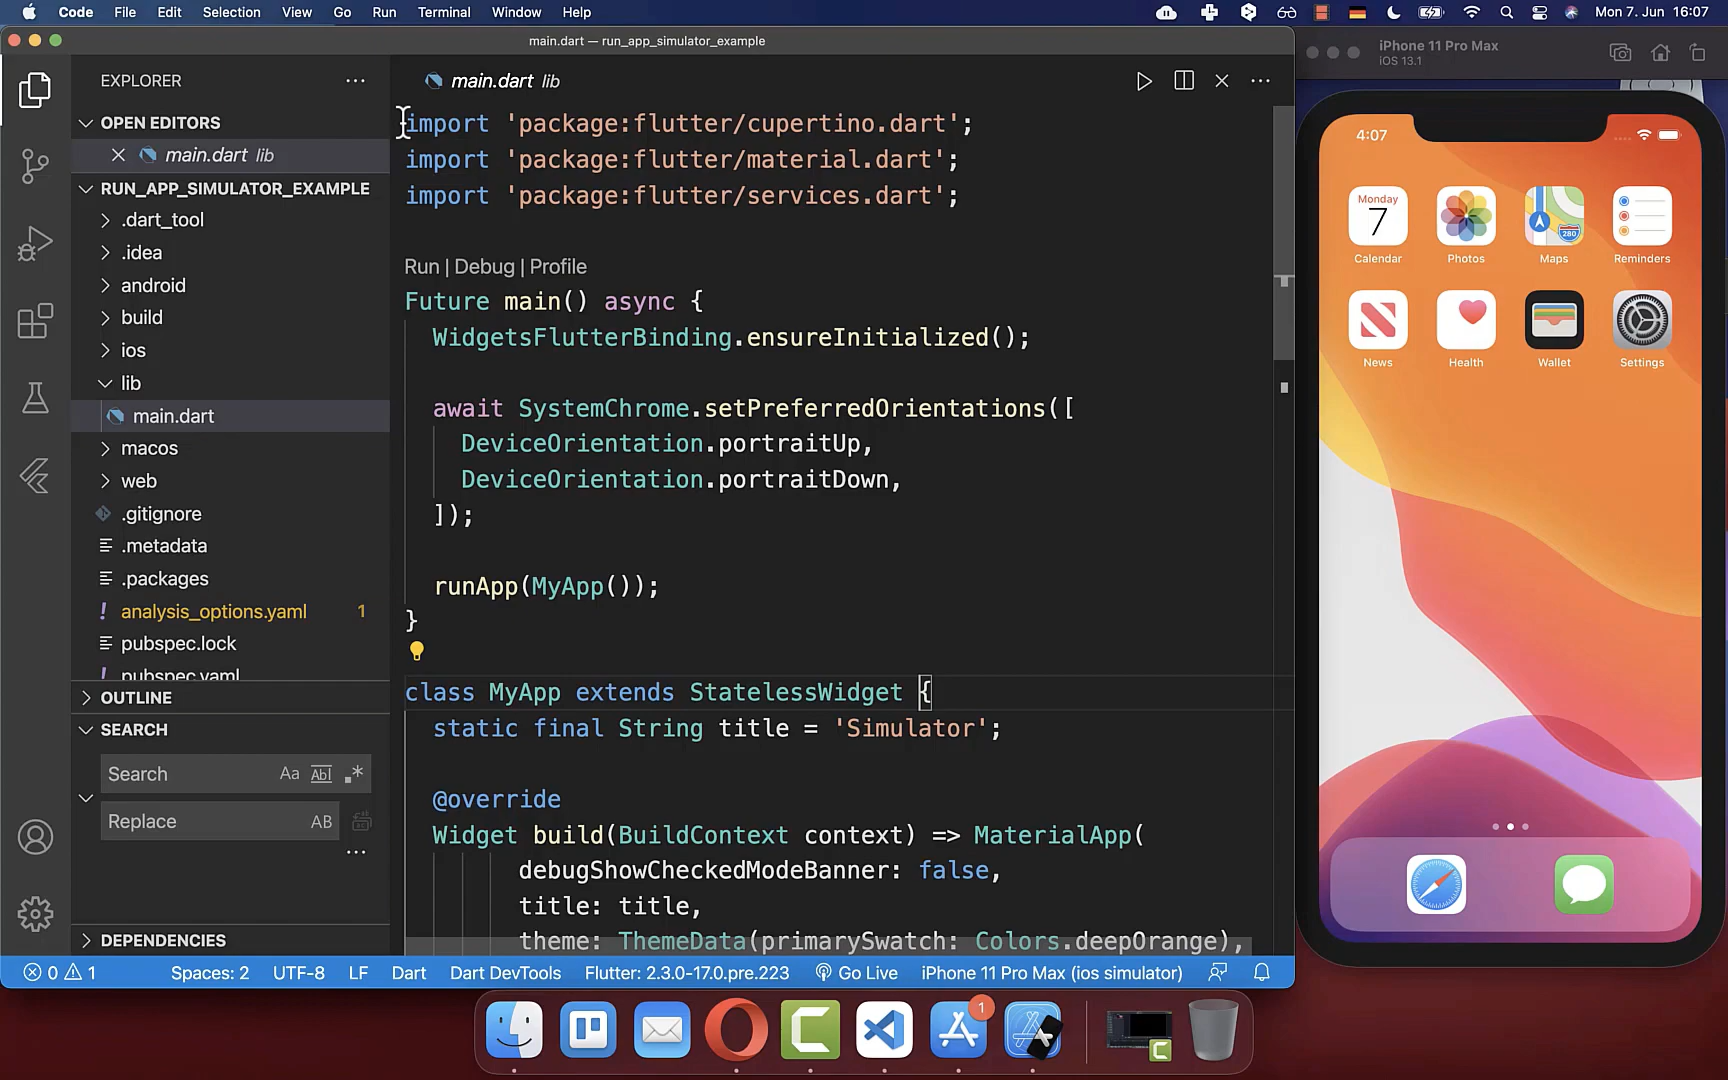 Code File Edit Selection View Go Run Terminal Window Help Mon 7. Jun 16:07
main.dart — run_app_simulator_example
EXPLORER
OPEN EDITORS
main.dart lib
RUN_APP_SIMULATOR_EXAMPLE
.dart_tool
.idea
android
build
ios
lib
main.dart
macos
web
.gitignore
.metadata
.packages
analysis_options.yaml 1
pubspec.lock
pubspec.yaml
OUTLINE
SEARCH
Search Aa Abl .*
Replace AB
DEPENDENCIES
main.dart lib
import 'package:flutter/cupertino.dart';
import 'package:flutter/material.dart';
import 'package:flutter/services.dart';
Run | Debug | Profile
Future main() async {
WidgetsFlutterBinding.ensureInitialized();
await SystemChrome.setPreferredOrientations([
DeviceOrientation.portraitUp,
DeviceOrientation.portraitDown,
]);
runApp(MyApp());
}
class MyApp extends StatelessWidget {
static final String title = 'Simulator';
@override
Widget build(BuildContext context) => MaterialApp(
debugShowCheckedModeBanner: false,
title: title,
theme: ThemeData(primarySwatch: Colors.deepOrange),
0 1 Spaces: 2 UTF-8 LF Dart Dart DevTools Flutter: 2.3.0-17.0.pre.223 Go Live iPhone 11 Pro Max (ios simulator)
iPhone 11 Pro Max
iOS 13.1
4:07
Monday
7
280
Calendar Photos Maps Reminders
News Health Wallet Settings
1